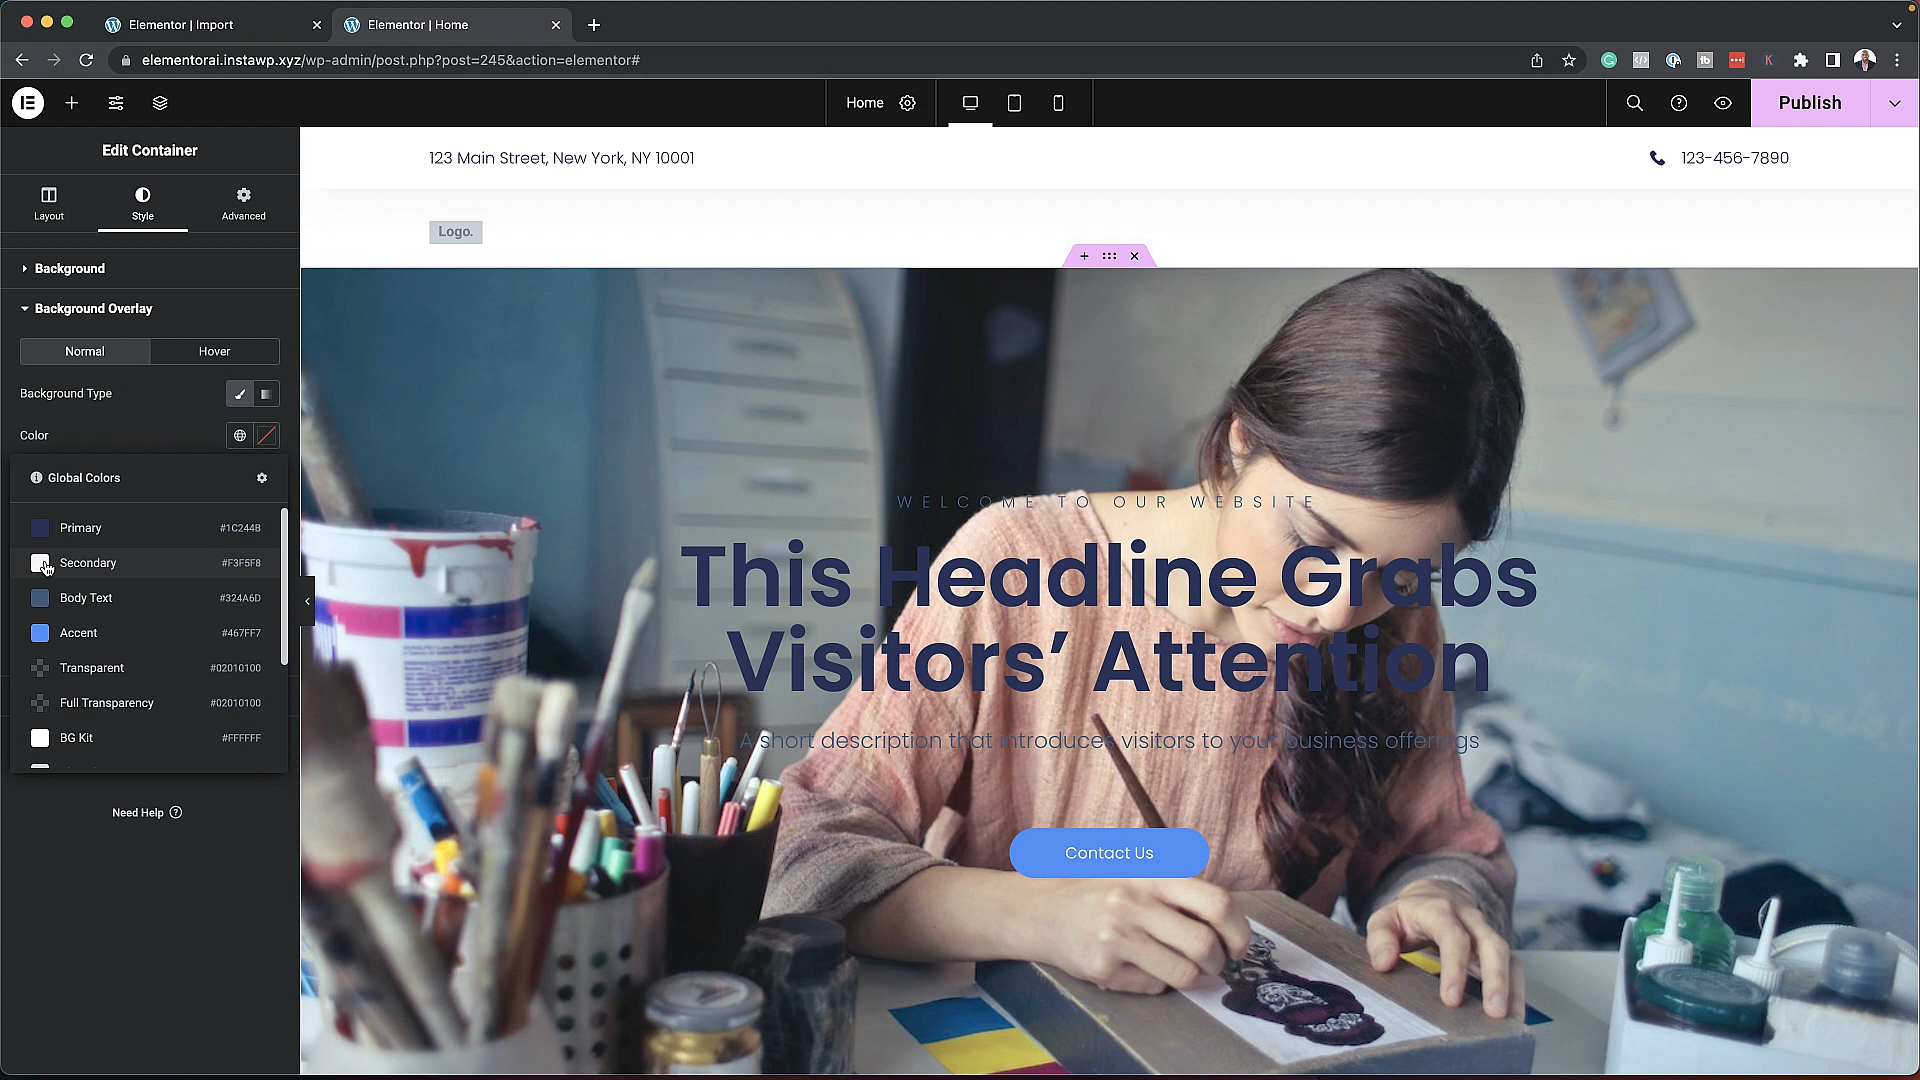 Elementor | Import
Elementor | Home
elementorai.instawp.xyz/wp-admin/post.php?post=245&action=elementor#
Home
Publish
Edit Container
Layout
Style
Advanced
Background
Background Overlay
Normal
Hover
Background Type
Color
Global Colors
Primary #1C244B
Secondary #F3F5F8
Body Text #324A6D
Accent #467FF7
Transparent #02010100
Full Transparency #02010100
BG Kit #FFFFFF
Need Help
123 Main Street, New York, NY 10001
123-456-7890
Logo.
WELCOME TO OUR WEBSITE
This Headline Grabs
Visitors’ Attention
A short description that introduces visitors to your business offerings
Contact Us